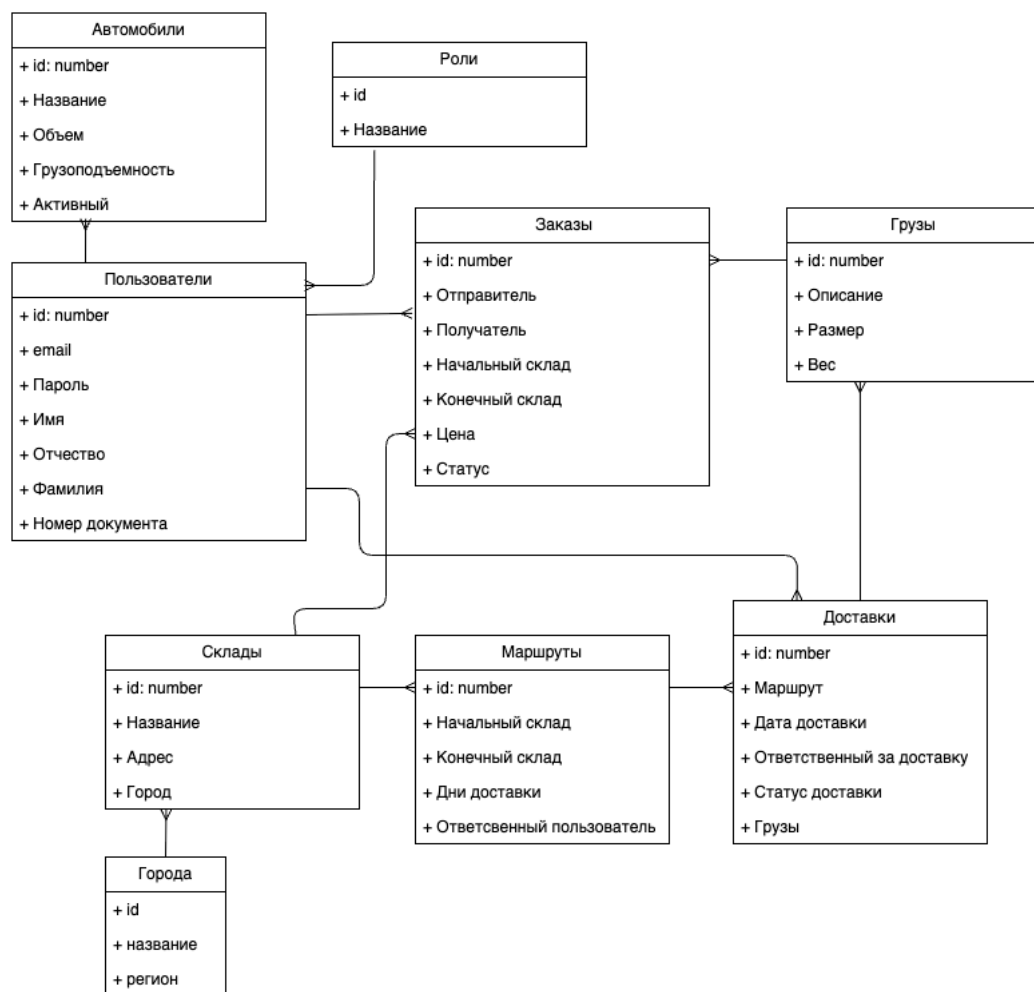 Автомобили
+ id: number
+ Название
+ Объем
+ Грузоподъемность
+ Активный
Роли
+ id
+ Название
Пользователи
+ id: number
+ email
+ Пароль
+ Имя
+ Отчество
+ Фамилия
+ Номер документа
Заказы
+ id: number
+ Отправитель
+ Получатель
+ Начальный склад
+ Конечный склад
+ Цена
+ Статус
Грузы
+ id: number
+ Описание
+ Размер
+ Вес
Склады
+ id: number
+ Название
+ Адрес
+ Город
Маршруты
+ id: number
+ Начальный склад
+ Конечный склад
+ Дни доставки
+ Ответсвенный пользователь
Доставки
+ id: number
+ Маршрут
+ Дата доставки
+ Ответственный за доставку
+ Статус доставки
+ Грузы
Города
+ id
+ название
+ регион